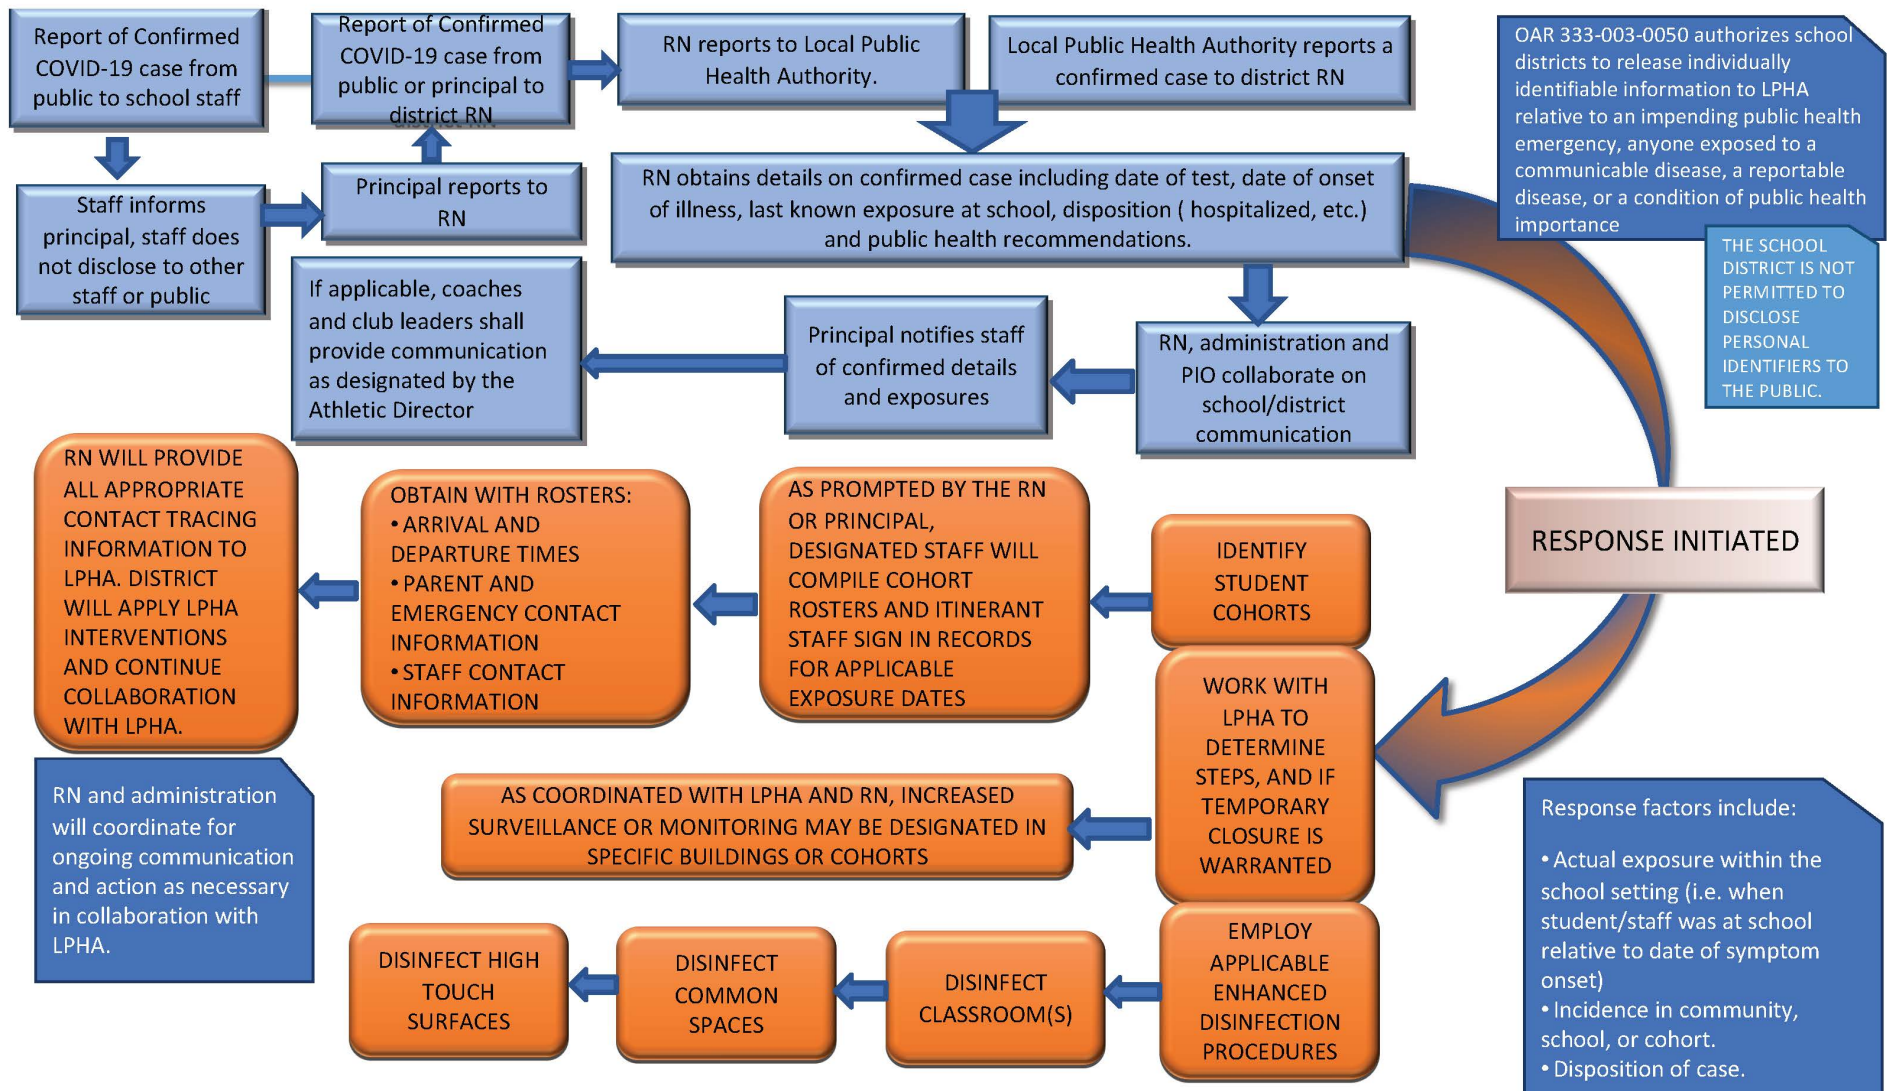 Report of Confirmed
COVID-19 case from
public to school staff
Report of Confirmed
COVID-19 case from
public or principal to
district RN
RN reports to Local Public
Health Authority.
Local Public Health Authority reports a
confirmed case to district RN
OAR 333-003-0050 authorizes school
districts to release individually
identifiable information to LPHA
relative to an impending public health
emergency, anyone exposed to a
communicable disease, a reportable
disease, or a condition of public health
importance
THE SCHOOL
DISTRICT IS NOT
PERMITTED TO
DISCLOSE
PERSONAL
IDENTIFIERS TO
THE PUBLIC.
Staff informs
principal, staff does
not disclose to other
staff or public
Principal reports to
RN
RN obtains details on confirmed case including date of test, date of onset
of illness, last known exposure at school, disposition ( hospitalized, etc.)
and public health recommendations.
If applicable, coaches
and club leaders shall
provide communication
as designated by the
Athletic Director
Principal notifies staff
of confirmed details
and exposures
RN, administration and
PIO collaborate on
school/district
communication
RESPONSE INITIATED
RN WILL PROVIDE
ALL APPROPRIATE
CONTACT TRACING
INFORMATION TO
LPHA. DISTRICT
WILL APPLY LPHA
INTERVENTIONS
AND CONTINUE
COLLABORATION
WITH LPHA.
OBTAIN WITH ROSTERS:
• ARRIVAL AND
DEPARTURE TIMES
• PARENT AND
EMERGENCY CONTACT
INFORMATION
• STAFF CONTACT
INFORMATION
AS PROMPTED BY THE RN
OR PRINCIPAL,
DESIGNATED STAFF WILL
COMPILE COHORT
ROSTERS AND ITINERANT
STAFF SIGN IN RECORDS
FOR APPLICABLE
EXPOSURE DATES
IDENTIFY
STUDENT
COHORTS
WORK WITH
LPHA TO
DETERMINE
STEPS, AND IF
TEMPORARY
CLOSURE IS
WARRANTED
AS COORDINATED WITH LPHA AND RN, INCREASED
SURVEILLANCE OR MONITORING MAY BE DESIGNATED IN
SPECIFIC BUILDINGS OR COHORTS
RN and administration
will coordinate for
ongoing communication
and action as necessary
in collaboration with
LPHA.
DISINFECT HIGH
TOUCH
SURFACES
DISINFECT
COMMON
SPACES
DISINFECT
CLASSROOM(S)
EMPLOY
APPLICABLE
ENHANCED
DISINFECTION
PROCEDURES
Response factors include:
• Actual exposure within the
school setting (i.e. when
student/staff was at school
relative to date of symptom
onset)
• Incidence in community,
school, or cohort.
• Disposition of case.